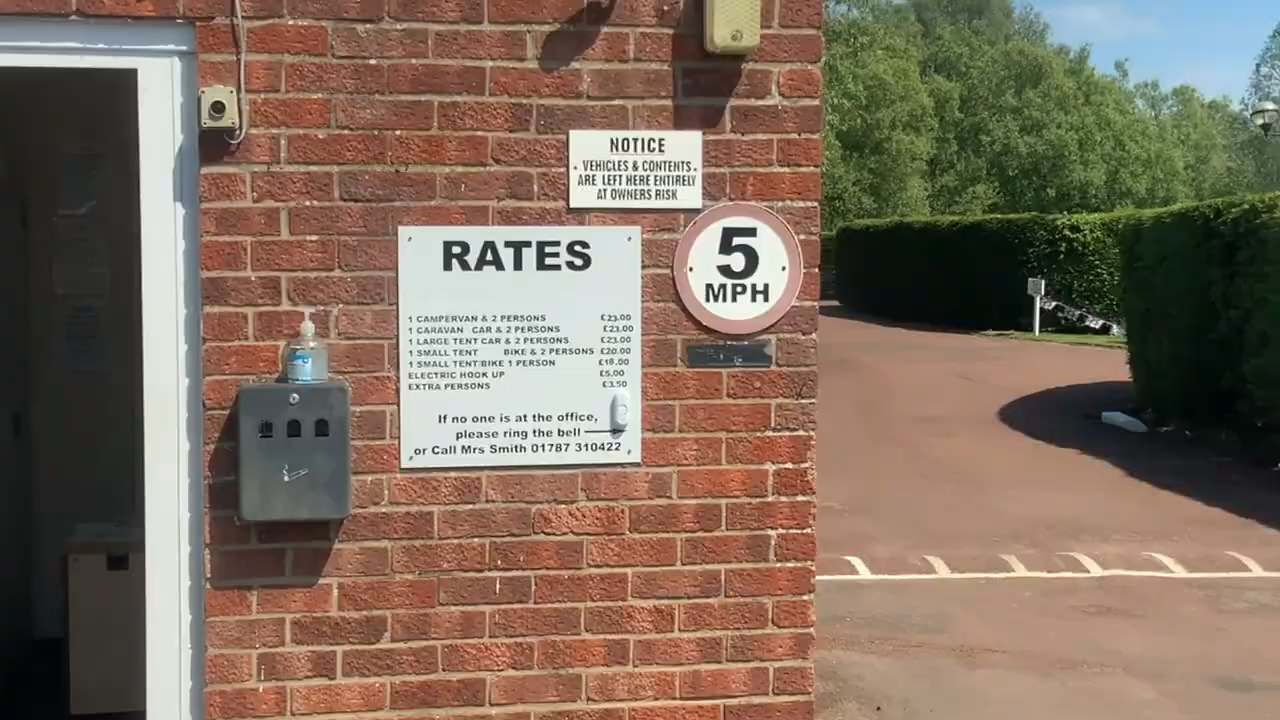 NOTICE
VEHICLES & CONTENTS
ARE LEFT HERE ENTIRELY
AT OWNERS RISK
RATES
1 CAMPERVAN & 2 PERSONS £23.00
1 CARAVAN CAR & 2 PERSONS £23.00
1 LARGE TENT CAR & 2 PERSONS £23.00
1 SMALL TENT BIKE & 2 PERSONS £20.00
1 SMALL TENT/BIKE 1 PERSON £18.00
ELECTRIC HOOK UP £5.00
EXTRA PERSONS £3.50
If no one is at the office,
please ring the bell
or Call Mrs Smith 01787 310422
5
MPH